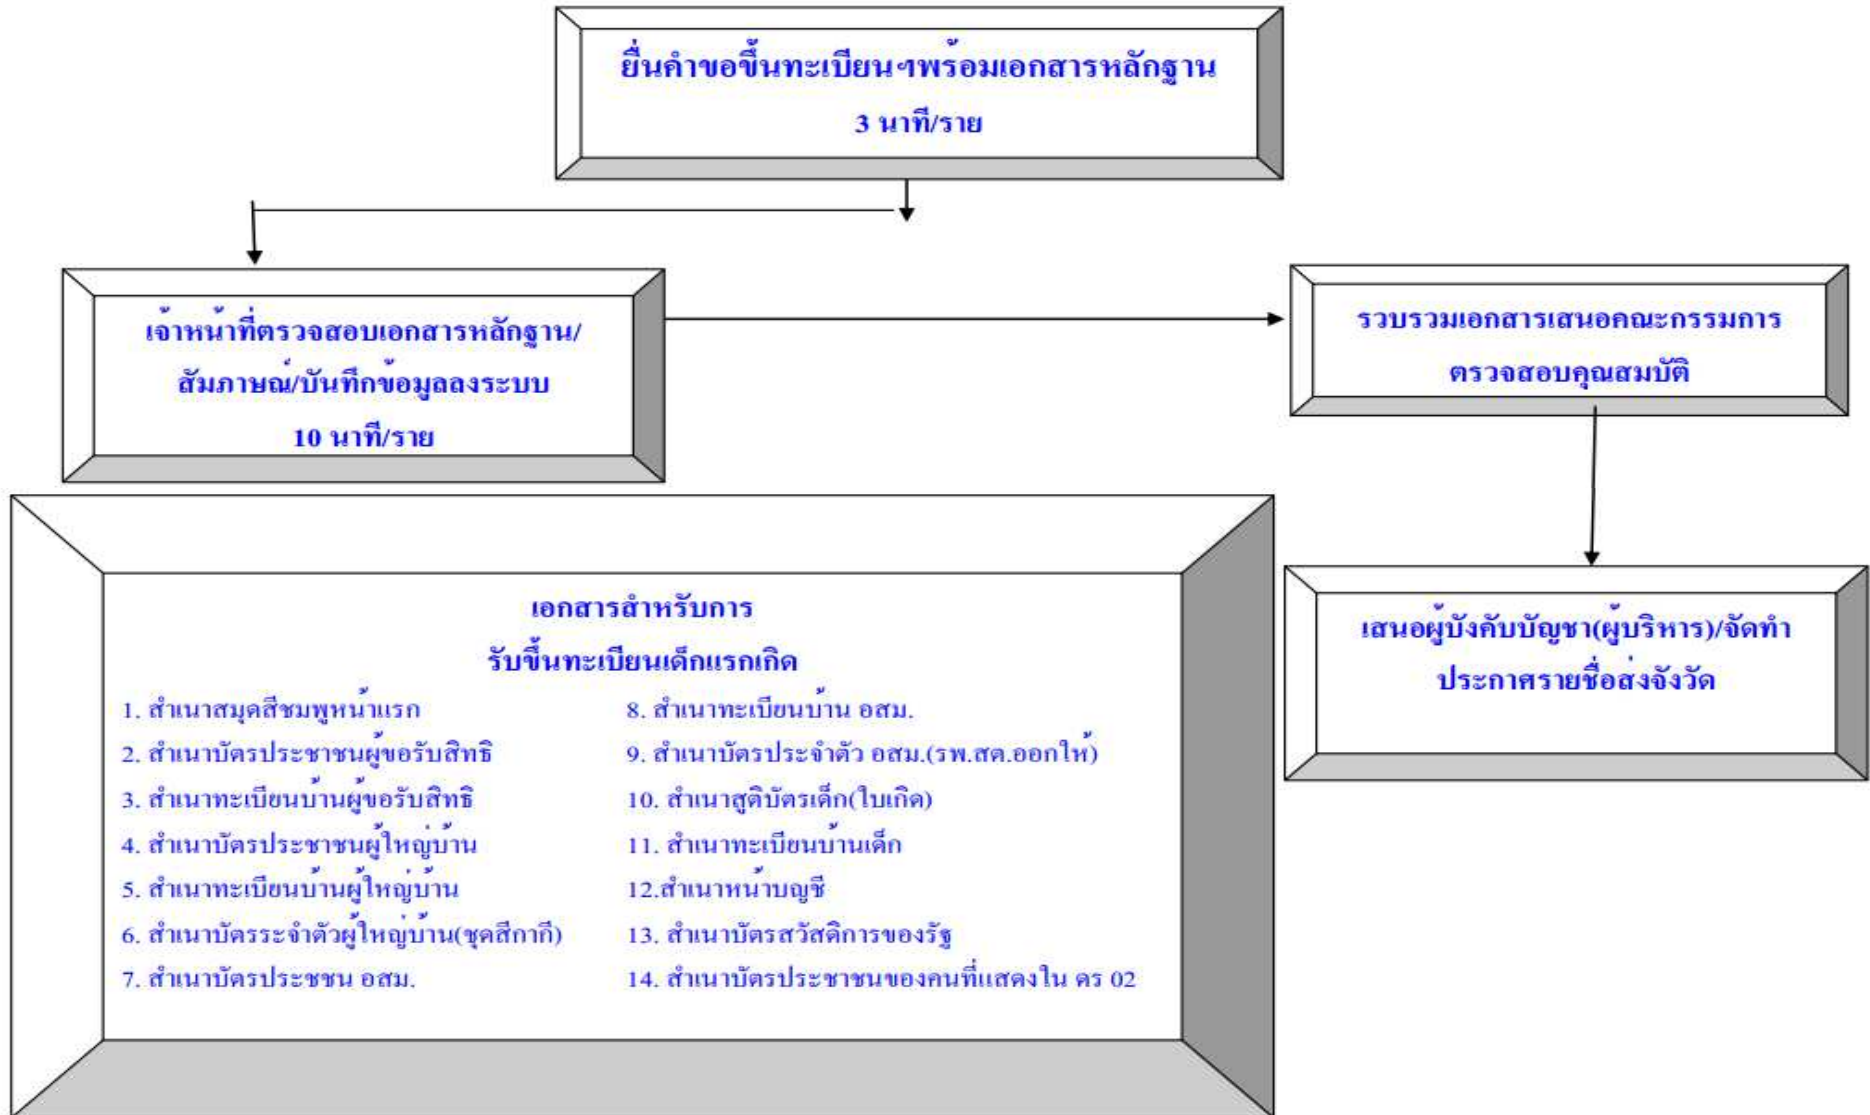 ยื่นคำขอขึ้นทะเบียนฯพร้อมเอกสารหลักฐาน
3 นาที/ราย
เจ้าหน้าที่ตรวจสอบเอกสารหลักฐาน/
สัมภาษณ์/บันทึกข้อมูลลงระบบ
10 นาที/ราย
รวบรวมเอกสารเสนอคณะกรรมการ
ตรวจสอบคุณสมบัติ
เสนอผู้บังคับบัญชา(ผู้บริหาร)/จัดทำ
ประกาศรายชื่อส่งจังวัด
เอกสารสำหรับการ
รับขึ้นทะเบียนเด็กแรกเกิด
1. สำเนาสมุดสีชมพูหน้าแรก
2. สำเนาบัตรประชาชนผู้ขอรับสิทธิ
3. สำเนาทะเบียนบ้านผู้ขอรับสิทธิ
4. สำเนาบัตรประชาชนผู้ใหญ่บ้าน
5. สำเนาทะเบียนบ้านผู้ใหญ่บ้าน
6. สำเนาบัตรระจำตัวผู้ใหญ่บ้าน(ชุดสีกากี)
7. สำเนาบัตรประชชน อสม.
8. สำเนาทะเบียนบ้าน อสม.
9. สำเนาบัตรประจำตัว อสม.(รพ.สต.ออกให้)
10. สำเนาสูติบัตรเด็ก(ใบเกิด)
11. สำเนาทะเบียนบ้านเด็ก
12.สำเนาหน้าบญชี
13. สำเนาบัตรสวัสดิการของรัฐ
14. สำเนาบัตรประชาชนของคนที่แสดงใน ดร 02